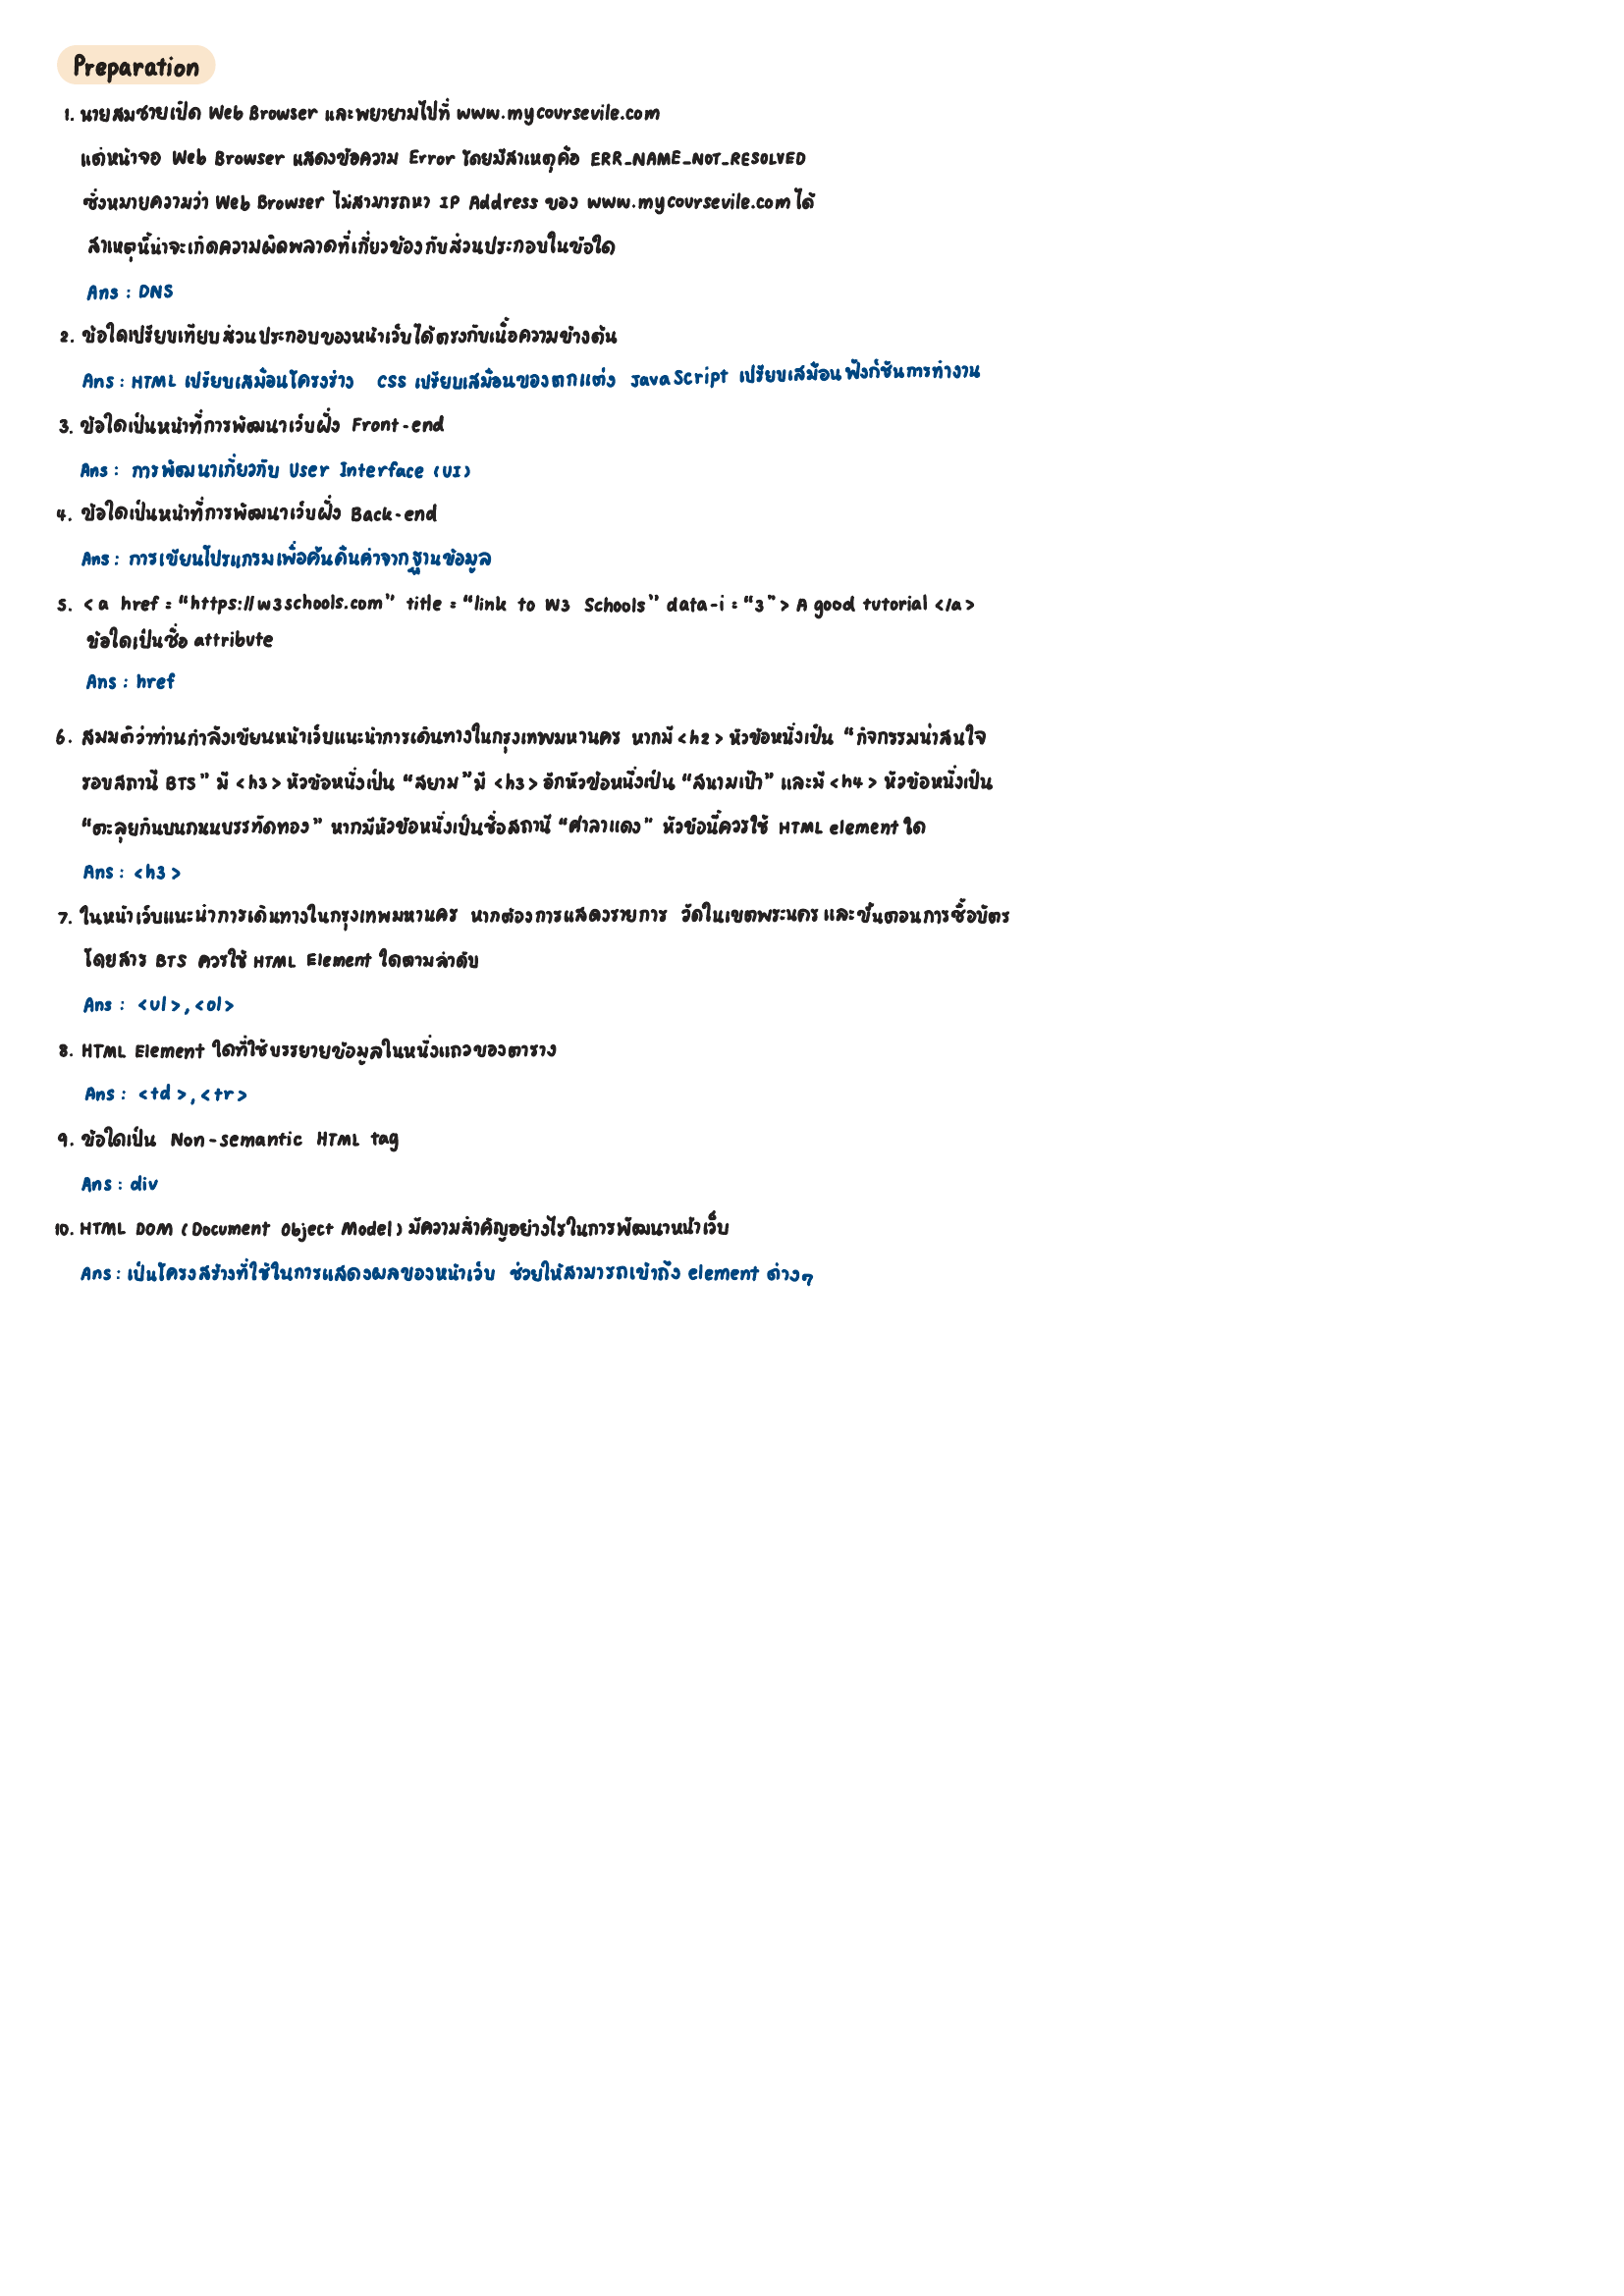 Preparation
1. นายสมชายเปิด Web Browser และพยายามไปที่ www.mycoursevile.com
แต่หน้าจอ Web Browser แสดงข้อความ Error โดยมีสาเหตุคือ ERR_NAME_NOT_RESOLVED
ซึ่งหมายความว่า Web Browser ไม่สามารถหา IP Address ของ www.mycoursevile.com ได้
สาเหตุนี้น่าจะเกิดความผิดพลาดที่เกี่ยวข้องกับส่วนประกอบในข้อใด
Ans : DNS
2. ข้อใดเปรียบเทียบส่วนประกอบของหน้าเว็บได้ตรงกับเนื้อความข้างต้น
Ans : HTML เปรียบเสมือนโครงร่าง CSS เปรียบเสมือนของตกแต่ง JavaScript เปรียบเสมือนฟังก์ชันการทำงาน
3. ข้อใดเป็นหน้าที่การพัฒนาเว็บฝั่ง Front-end
Ans : การพัฒนาเกี่ยวกับ User Interface (UI)
4. ข้อใดเป็นหน้าที่การพัฒนาเว็บฝั่ง Back-end
Ans : การเขียนโปรแกรมเพื่อค้นคืนค่าจากฐานข้อมูล
5. <a href = "https://w3schools.com" title = "link to W3 Schools" data-i = "3"> A good tutorial </a>
ข้อใดเป็นชื่อ attribute
Ans : href
6. สมมติว่าท่านกำลังเขียนหน้าเว็บแนะนำการเดินทางในกรุงเทพมหานคร หากมี <h2> หัวข้อหนึ่งเป็น "กิจกรรมน่าสนใจ
รอบสถานี BTS" มี <h3> หัวข้อหนึ่งเป็น "สยาม" มี <h3> อีกหัวข้อหนึ่งเป็น "สนามเป้า" และมี <h4> หัวข้อหนึ่งเป็น
"ตะลุยกินบนถนนบรรทัดทอง" หากมีหัวข้อหนึ่งเป็นชื่อสถานี "ศาลาแดง" หัวข้อนี้ควรใช้ HTML element ใด
Ans : <h3>
7. ในหน้าเว็บแนะนำการเดินทางในกรุงเทพมหานคร หากต้องการแสดงรายการ วัดในเขตพระนคร และขั้นตอนการซื้อบัตร
โดยสาร BTS ควรใช้ HTML Element ใดตามลำดับ
Ans : <ul>, <ol>
8. HTML Element ใดที่ใช้บรรยายข้อมูลในหนึ่งแถวของตาราง
Ans : <td>, <tr>
9. ข้อใดเป็น Non-semantic HTML tag
Ans : div
10. HTML DOM (Document Object Model) มีความสำคัญอย่างไรในการพัฒนาหน้าเว็บ
Ans : เป็นโครงสร้างที่ใช้ในการแสดงผลของหน้าเว็บ ช่วยให้สามารถเข้าถึง element ต่างๆ